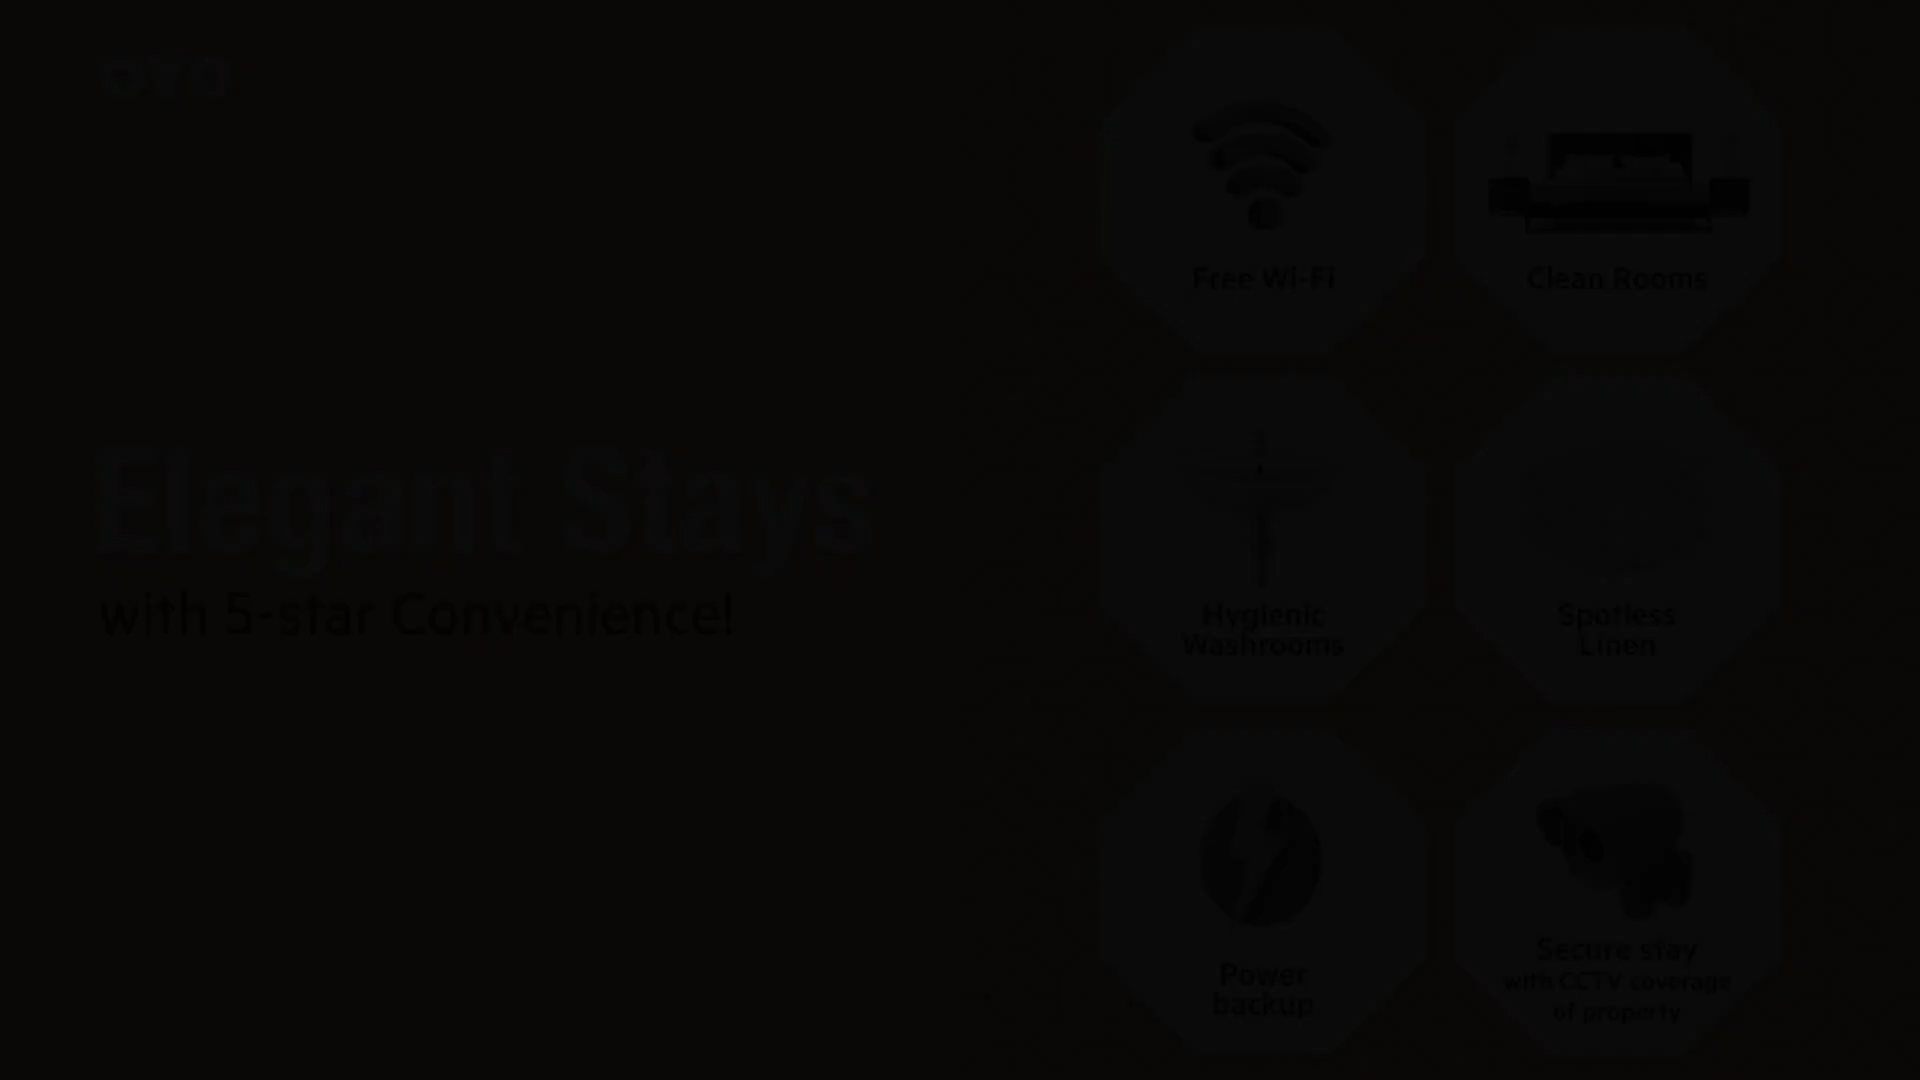 OYO
Elegant Stays
with 5-star Convenience!
Free Wi-Fi
Clean Rooms
Hygienic
Washrooms
Spotless
Linen
Power
backup
Secure stay
with CCTV coverage
of property